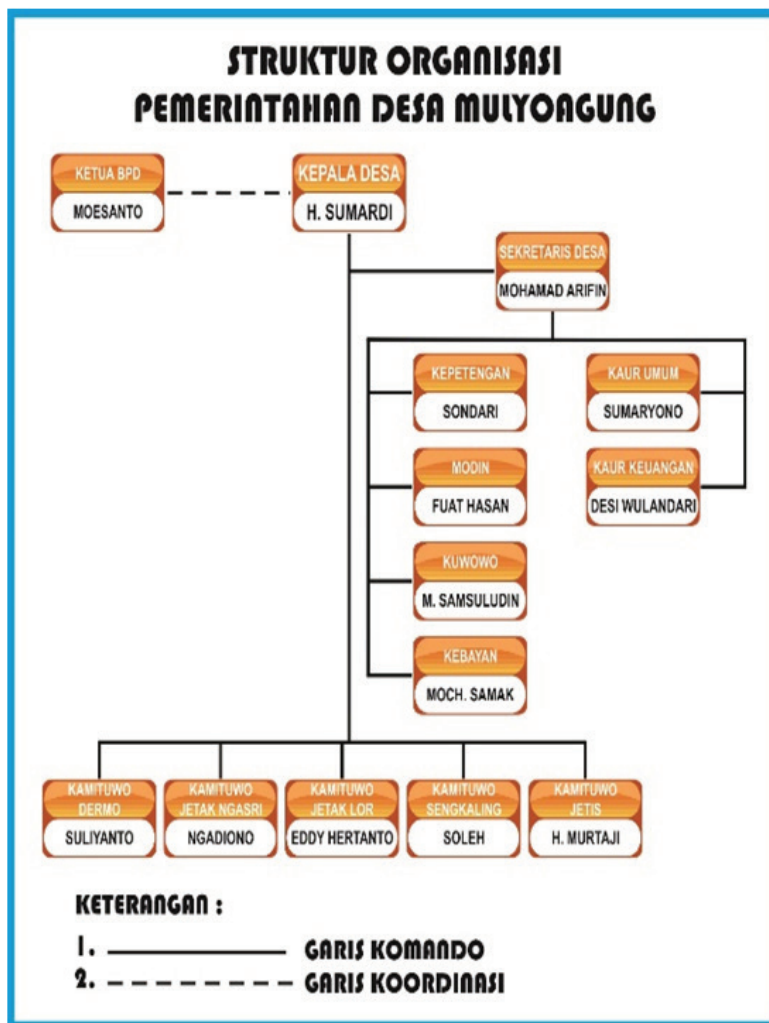 STRUKTUR ORGANISASI
PEMERINTAHAN DESA MULYOAGUNG
KETUA BPD
MOESANTO
KEPALA DESA
H. SUMARDI
SEKRETARIS DESA
MOHAMAD ARIFIN
KEPETENGAN
SONDARI
KAUR UMUM
SUMARYONO
MODIN
FUAT HASAN
KAUR KEUANGAN
DESI WULANDARI
KUWOWO
M. SAMSULUDIN
KEBAYAN
MOCH. SAMAK
KAMITUWO
DERMO
SULIYANTO
KAMITUWO
JETAK NGASRI
NGADIONO
KAMITUWO
JETAK LOR
EDDY HERTANTO
KAMITUWO
SENGKALING
SOLEH
KAMITUWO
JETIS
H. MURTAJI
KETERANGAN :
1. GARIS KOMANDO
2. GARIS KOORDINASI